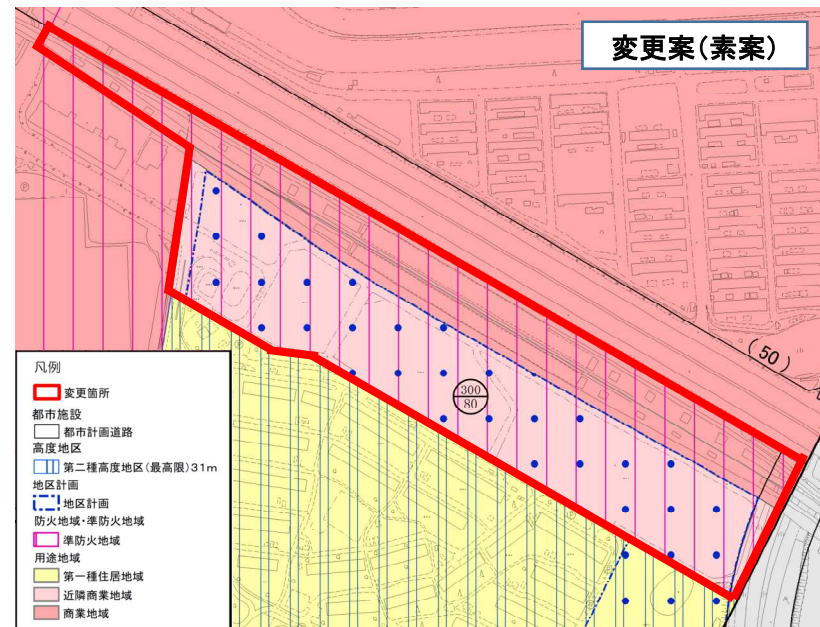 変更案(素案)
(50)
300
80
凡例
変更箇所
都市施設
都市計画道路
高度地区
第二種高度地区(最高限)31m
地区計画
地区計画
防火地域・準防火地域
準防火地域
用途地域
第一種住居地域
近隣商業地域
商業地域